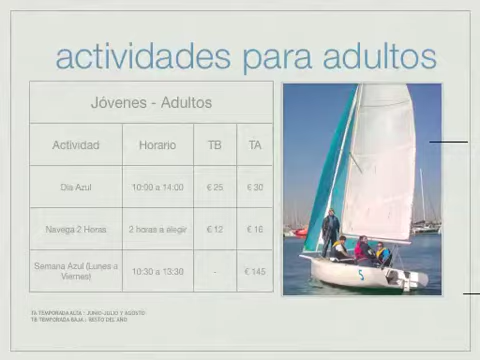 actividades para adultos
Jóvenes - Adultos
Actividad Horario TB TA
Día Azul 10:00 a 14:00 € 25 € 30
Navega 2 Horas 2 horas a elegir € 12 € 16
Semana Azul (Lunes a
Viernes) 10:30 a 13:30 - € 145
TA TEMPORADA ALTA - JUNIO-JULIO Y AGOSTO
TB TEMPORADA BAJA - RESTO DEL AÑO
5